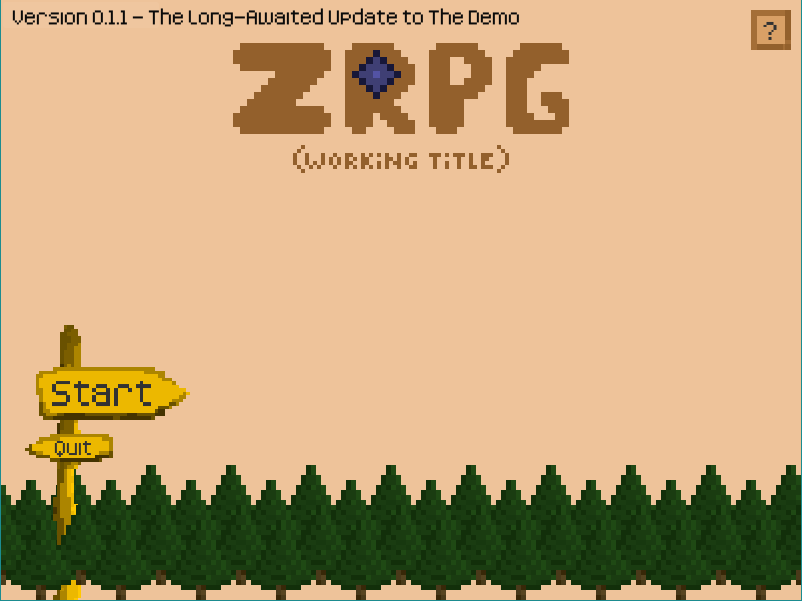 Version 0.1.1 - The Long-Awaited Update to The Demo
?
ZRPG
(WORKiNG TiTLE)
Start
Quit